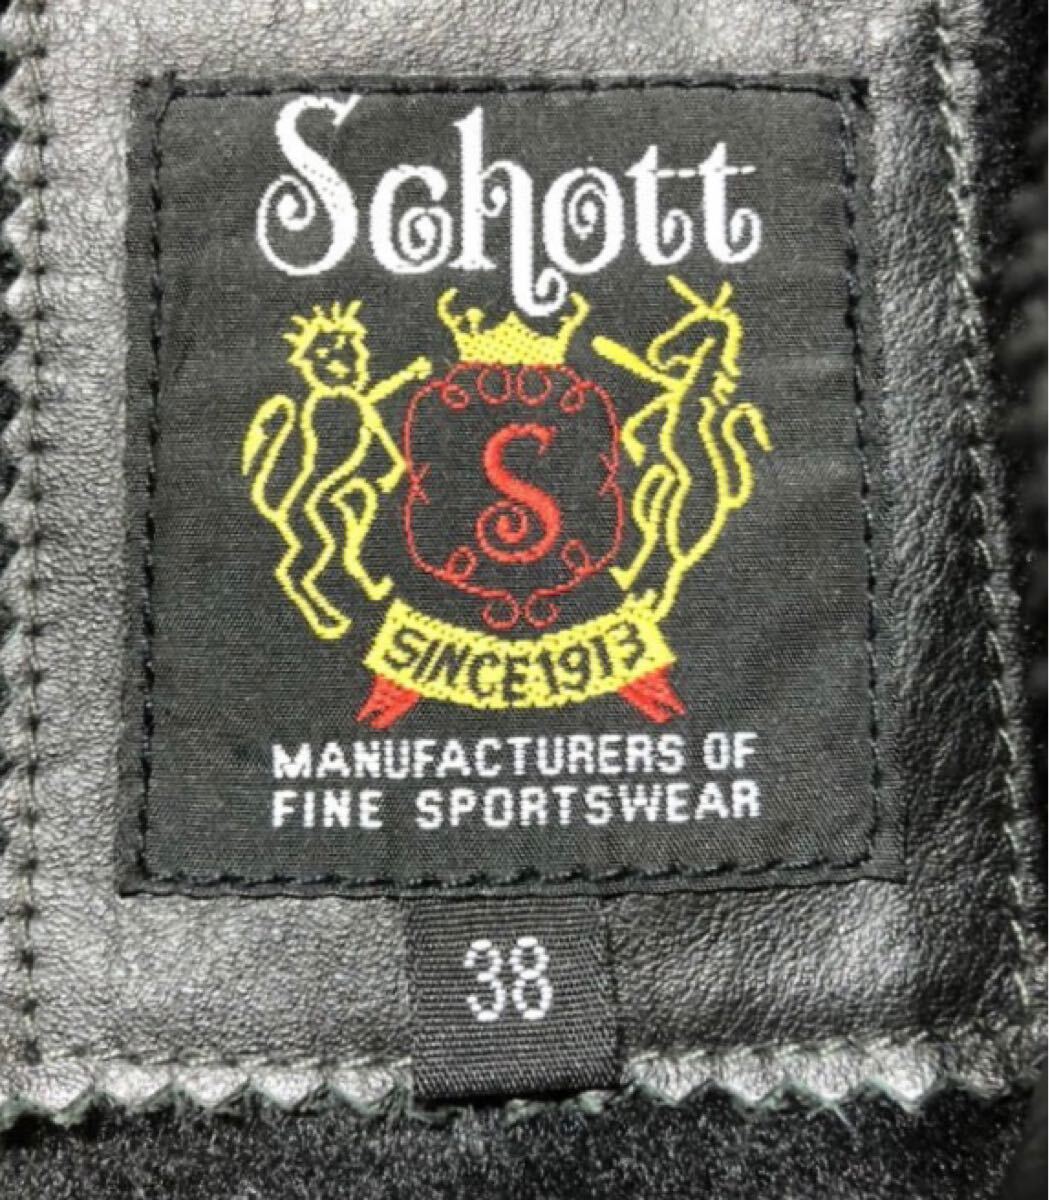 Schott
S
SINCE 1913
MANUFACTURERS OF
FINE SPORTSWEAR
38